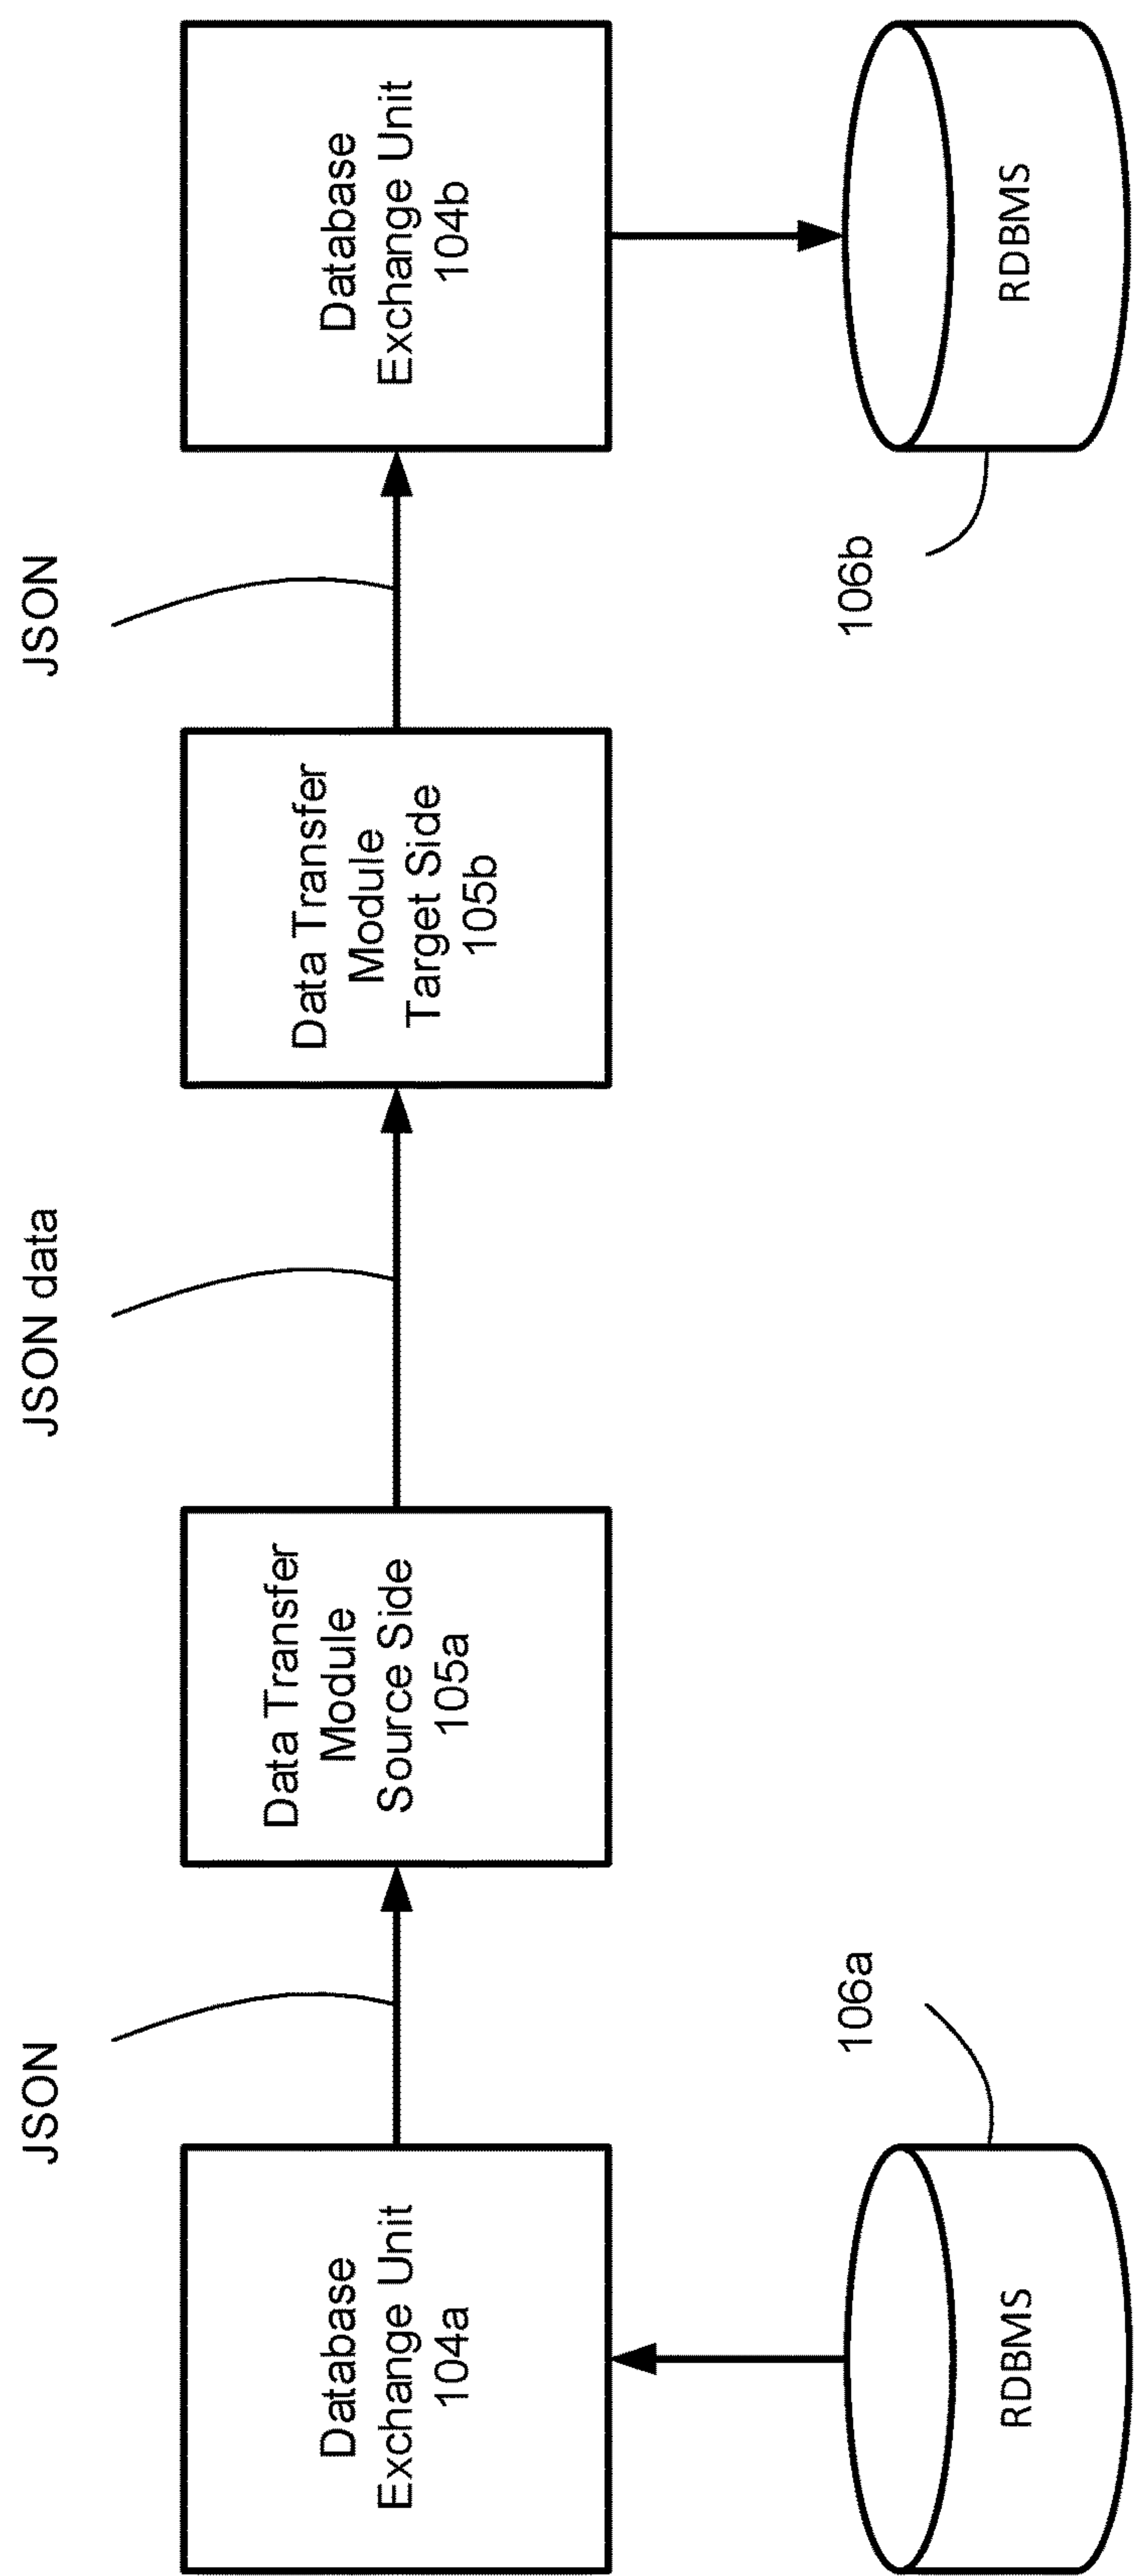 JSON
JSON data
JSON
Database
Exchange Unit
104a
Data Transfer
Module
Source Side
105a
Data Transfer
Module
Target Side
105b
Database
Exchange Unit
104b
106a
106b
RDBMS
RDBMS